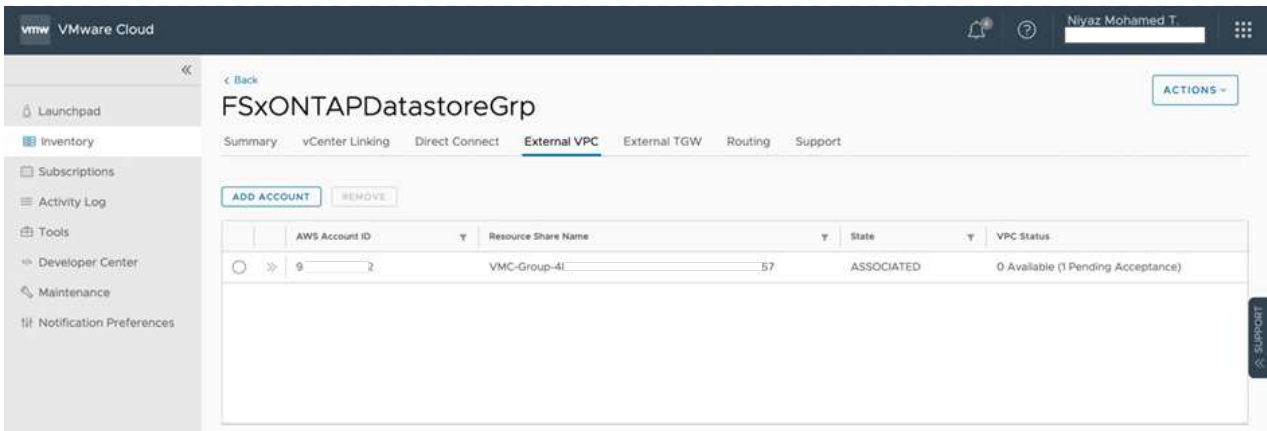 vmw VMware Cloud
Niyaz Mohamed T.
Launchpad
Inventory
Subscriptions
Activity Log
Tools
Developer Center
Maintenance
Notification Preferences
Back
FSxONTAPDatastoreGrp
ACTIONS
Summary vCenter Linking Direct Connect External VPC External TGW Routing Support
ADD ACCOUNT REMOVE
AWS Account ID Resource Share Name State VPC Status
9 2 VMC-Group-4 57 ASSOCIATED 0 Available (1 Pending Acceptance)
SUPPORT